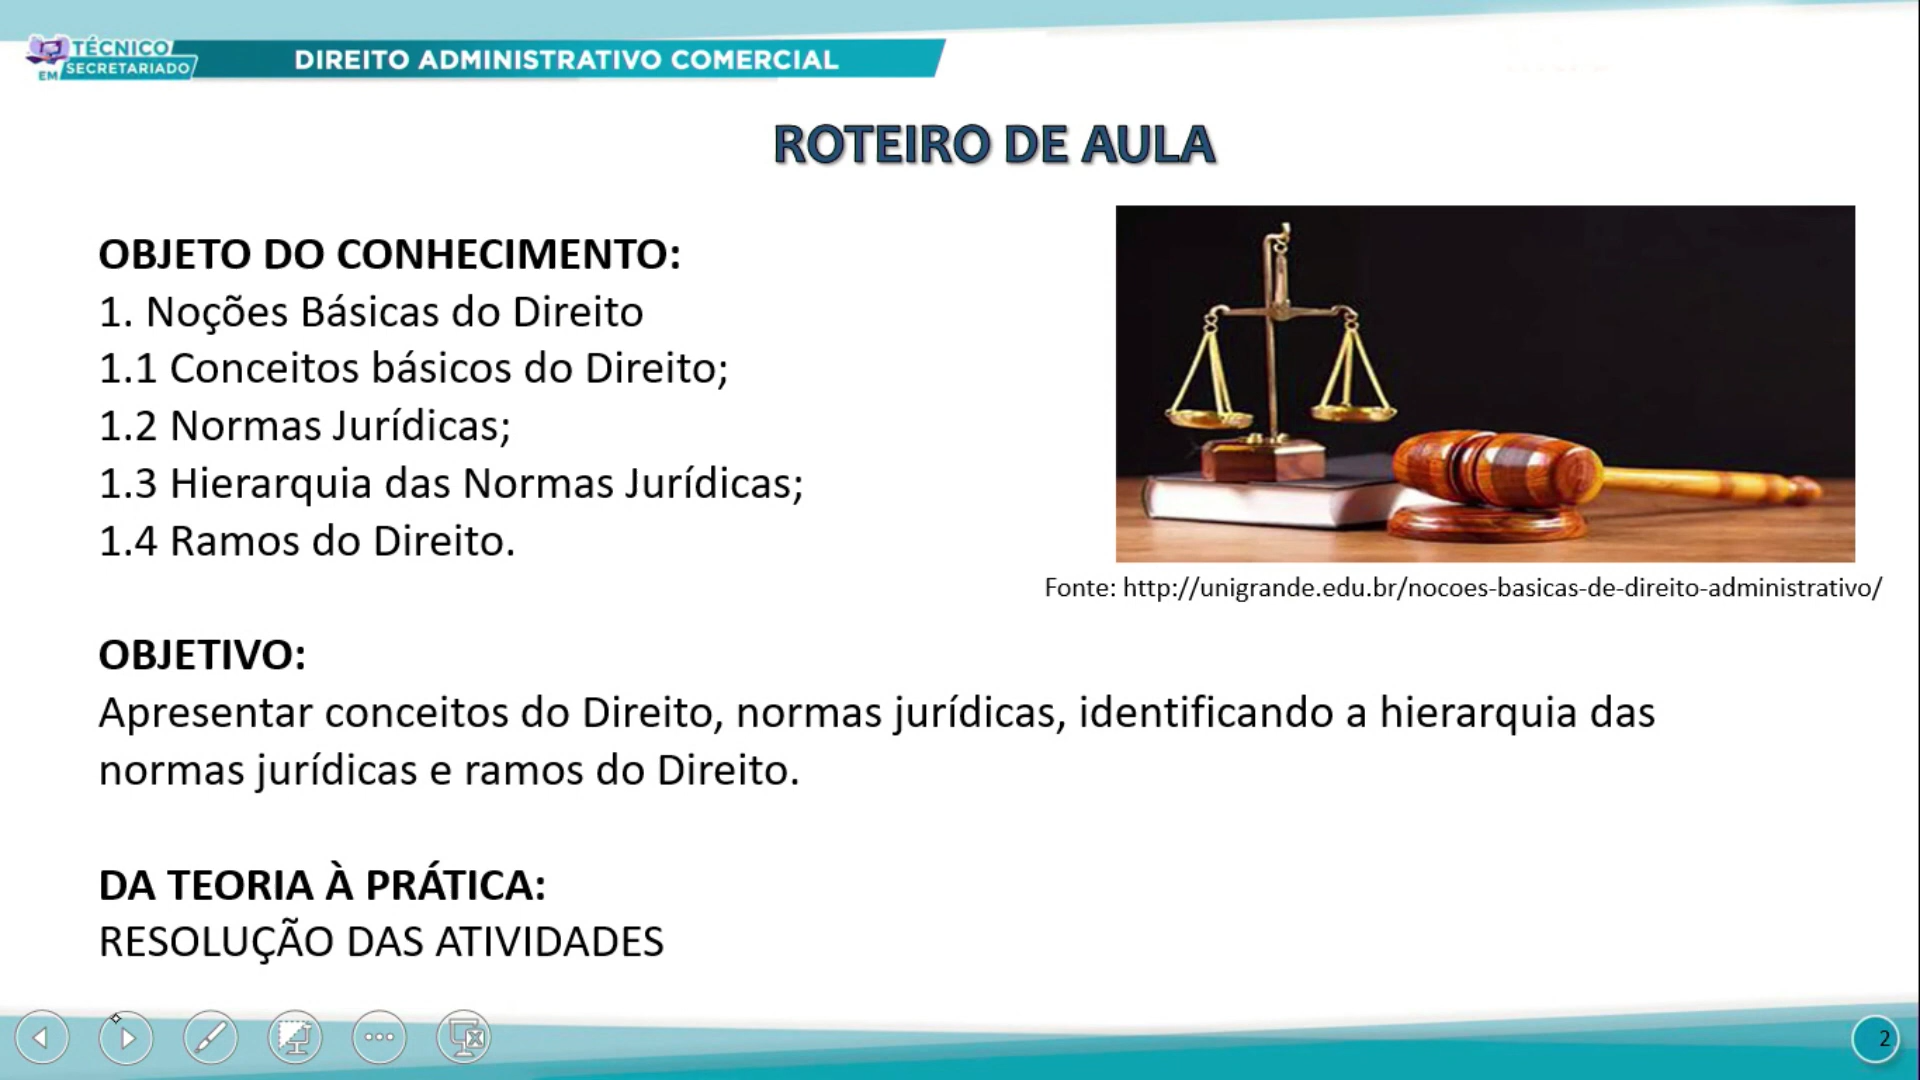 TÉCNICO
EM SECRETARIADO
DIREITO ADMINISTRATIVO COMERCIAL
ROTEIRO DE AULA
OBJETO DO CONHECIMENTO:
1. Noções Básicas do Direito
1.1 Conceitos básicos do Direito;
1.2 Normas Jurídicas;
1.3 Hierarquia das Normas Jurídicas;
1.4 Ramos do Direito.
Fonte: http://unigrande.edu.br/nocoes-basicas-de-direito-administrativo/
OBJETIVO:
Apresentar conceitos do Direito, normas jurídicas, identificando a hierarquia das
normas jurídicas e ramos do Direito.
DA TEORIA À PRÁTICA:
RESOLUÇÃO DAS ATIVIDADES
2